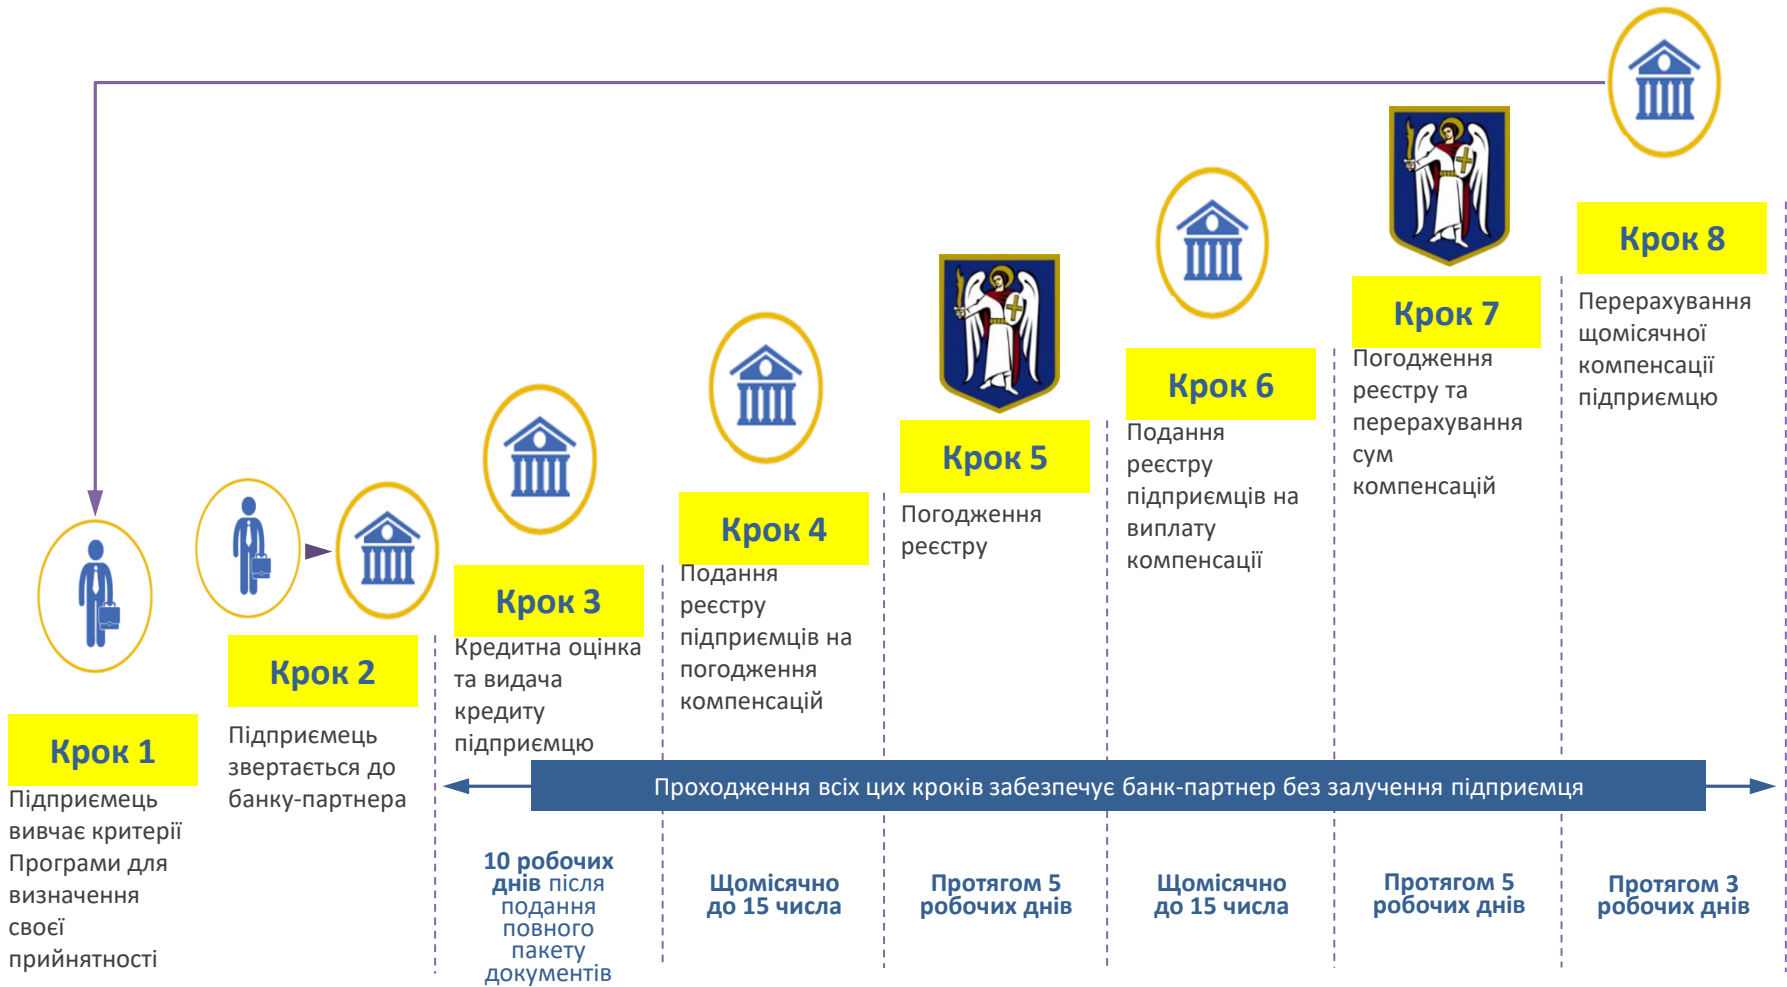 Крок 1
Підприємець
вивчає критерії
Програми для
визначення
своєї
прийнятності
Крок 2
Підприємець
звертається до
банку-партнера
Крок 3
Кредитна оцінка
та видача
кредиту
підприємцю
Крок 4
Подання
реєстру
підприємців на
погодження
компенсацій
Крок 5
Погодження
реєстру
Крок 6
Подання
реєстру
підприємців на
виплату
компенсації
Крок 7
Погодження
реєстру та
перерахування
сум
компенсацій
Крок 8
Перерахування
щомісячної
компенсації
підприємцю
Проходження всіх цих кроків забезпечує банк-партнер без залучення підприємця
10 робочих
днів після
подання
повного
пакету
документів
Щомісячно
до 15 числа
Протягом 5
робочих днів
Щомісячно
до 15 числа
Протягом 5
робочих днів
Протягом 3
робочих днів